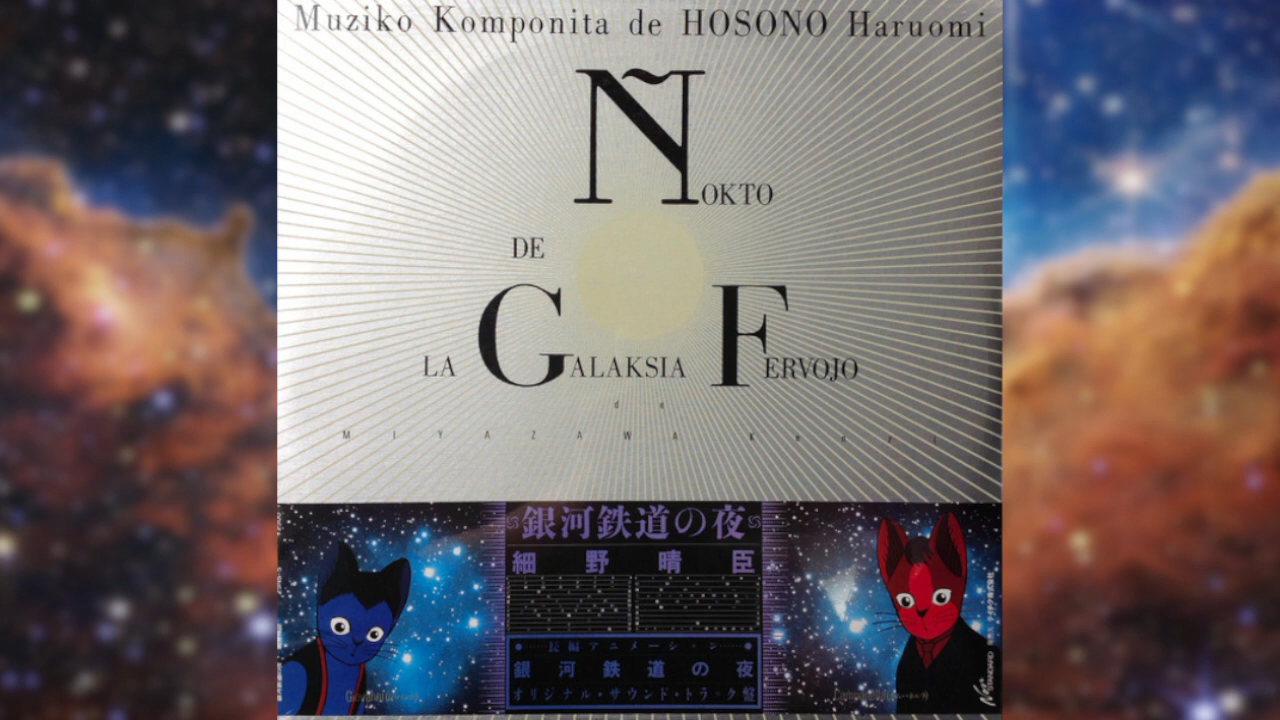 Muziko Komponita de HOSONO Haruomi
ÑOKTO
DE
LA GALAKSIA FERVOJO
de
MIYAZAWA Kenzi
銀河鉄道の夜
細野晴臣
長編アニメーション
銀河鉄道の夜
オリジナル・サウンド・トラック盤